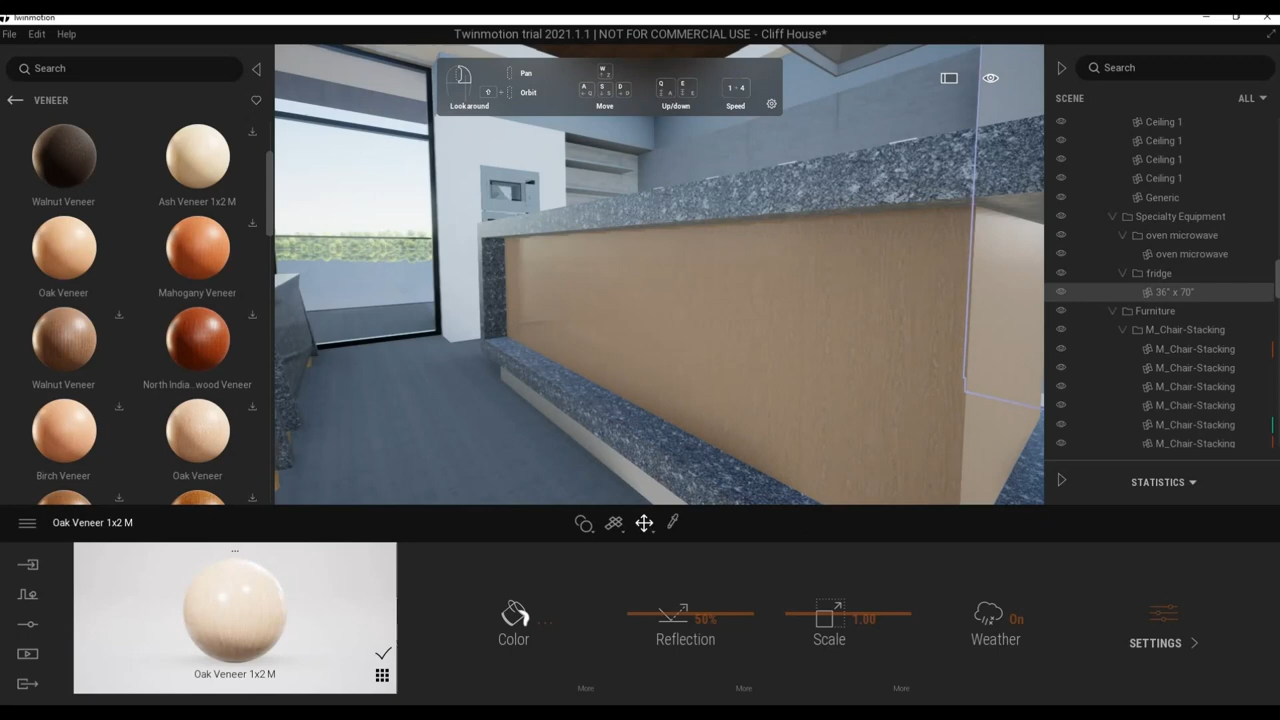 Twinmotion
File Edit Help
Twinmotion trial 2021.1.1 | NOT FOR COMMERCIAL USE - Cliff House*
Search
VENEER
Walnut Veneer
Ash Veneer 1x2 M
Oak Veneer
Mahogany Veneer
Walnut Veneer
North India...wood Veneer
Birch Veneer
Oak Veneer
Look around
Pan
Orbit
W
A S D
Move
Q E
Up/down
1 - 4
Speed
Search
SCENE
ALL
Ceiling 1
Ceiling 1
Ceiling 1
Ceiling 1
Generic
Specialty Equipment
oven microwave
oven microwave
fridge
36" x 70"
Furniture
M_Chair-Stacking
M_Chair-Stacking
M_Chair-Stacking
M_Chair-Stacking
M_Chair-Stacking
M_Chair-Stacking
M_Chair-Stacking
STATISTICS
Oak Veneer 1x2 M
...
Oak Veneer 1x2 M
Color ...
50%
Reflection
1.00
Scale
On
Weather
SETTINGS
More
More
More